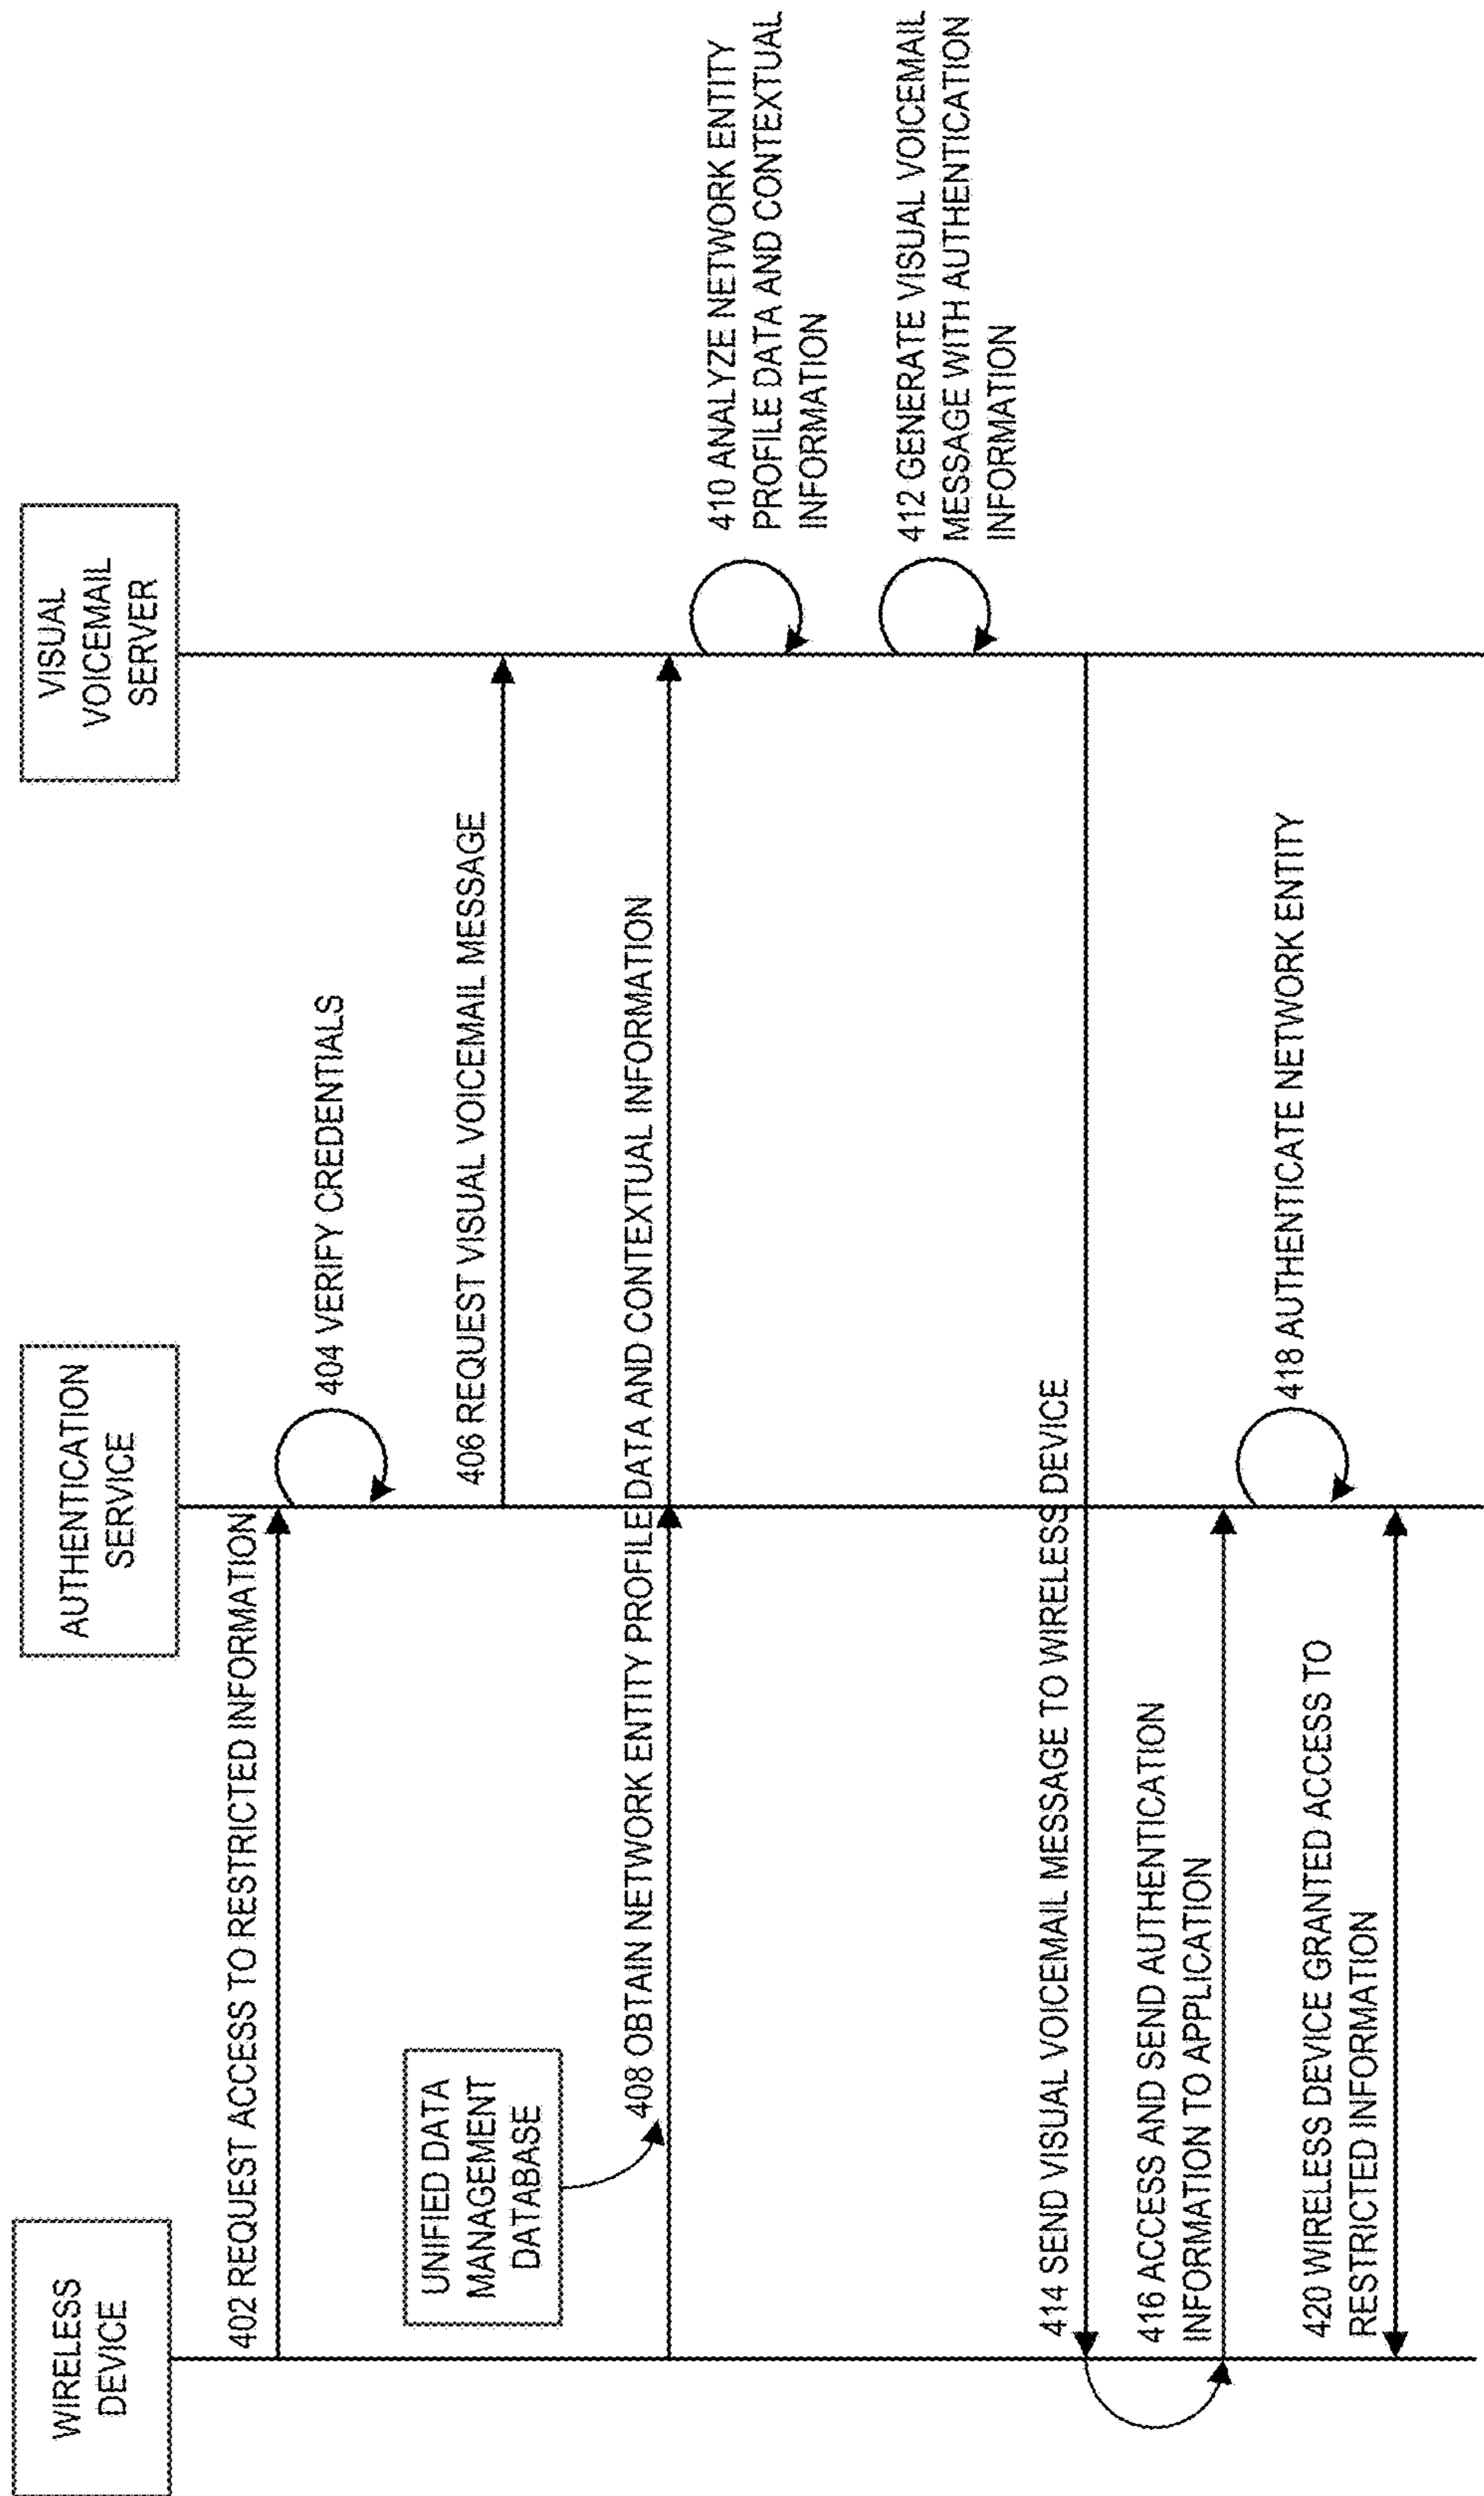 WIRELESS
DEVICE
AUTHENTICATION
SERVICE
VISUAL
VOICEMAIL
SERVER
402 REQUEST ACCESS TO RESTRICTED INFORMATION
404 VERIFY CREDENTIALS
UNIFIED DATA
MANAGEMENT
DATABASE
406 REQUEST VISUAL VOICEMAIL MESSAGE
408 OBTAIN NETWORK ENTITY PROFILE DATA AND CONTEXTUAL INFORMATION
410 ANALYZE NETWORK ENTITY
PROFILE DATA AND CONTEXTUAL
INFORMATION
412 GENERATE VISUAL VOICEMAIL
MESSAGE WITH AUTHENTICATION
INFORMATION
414 SEND VISUAL VOICEMAIL MESSAGE TO WIRELESS DEVICE
416 ACCESS AND SEND AUTHENTICATION
INFORMATION TO APPLICATION
418 AUTHENTICATE NETWORK ENTITY
420 WIRELESS DEVICE GRANTED ACCESS TO
RESTRICTED INFORMATION